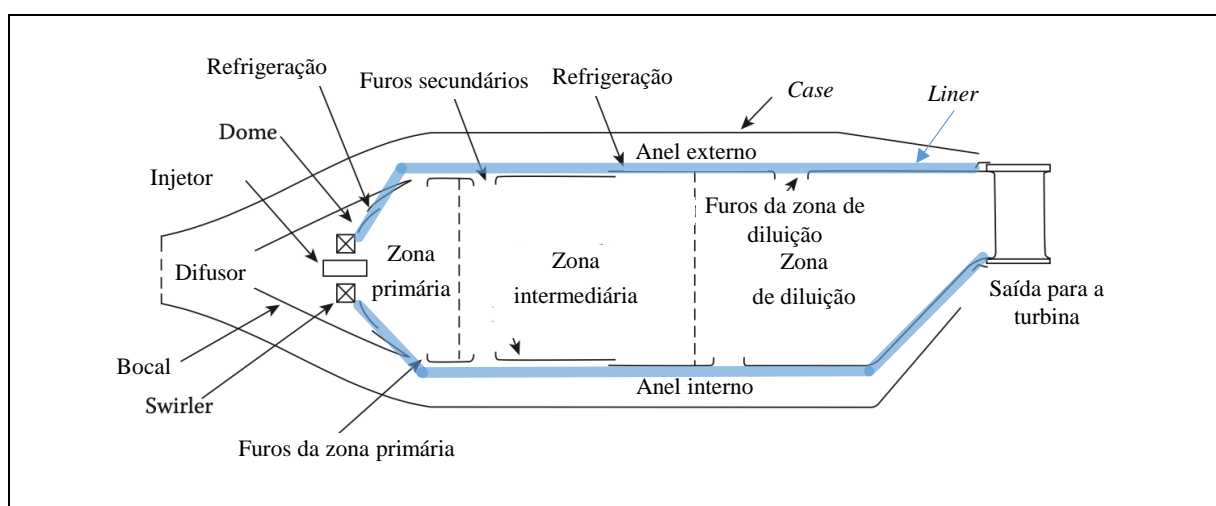 Refrigeração
Furos secundários
Refrigeração
Case
Liner
Dome
Anel externo
Injetor
Furos da zona de
diluição
Difusor
Zona
primária
Zona
intermediária
Zona
de diluição
Saída para a
turbina
Bocal
Anel interno
Swirler
Furos da zona primária